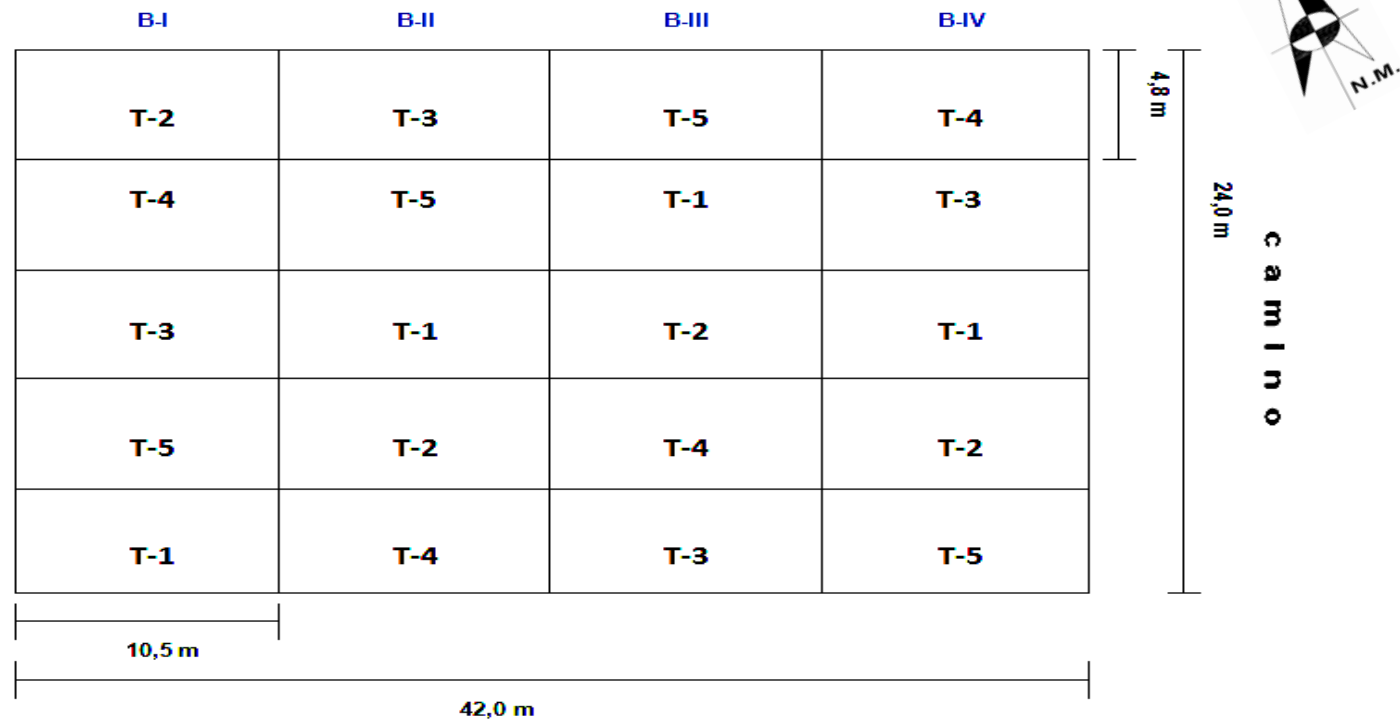 B-I B-II B-III B-IV
N.M.
4,8 m
T-2 T-3 T-5 T-4
T-4 T-5 T-1 T-3
24,0 m
camino
T-3 T-1 T-2 T-1
T-5 T-2 T-4 T-2
T-1 T-4 T-3 T-5
10,5 m
42,0 m